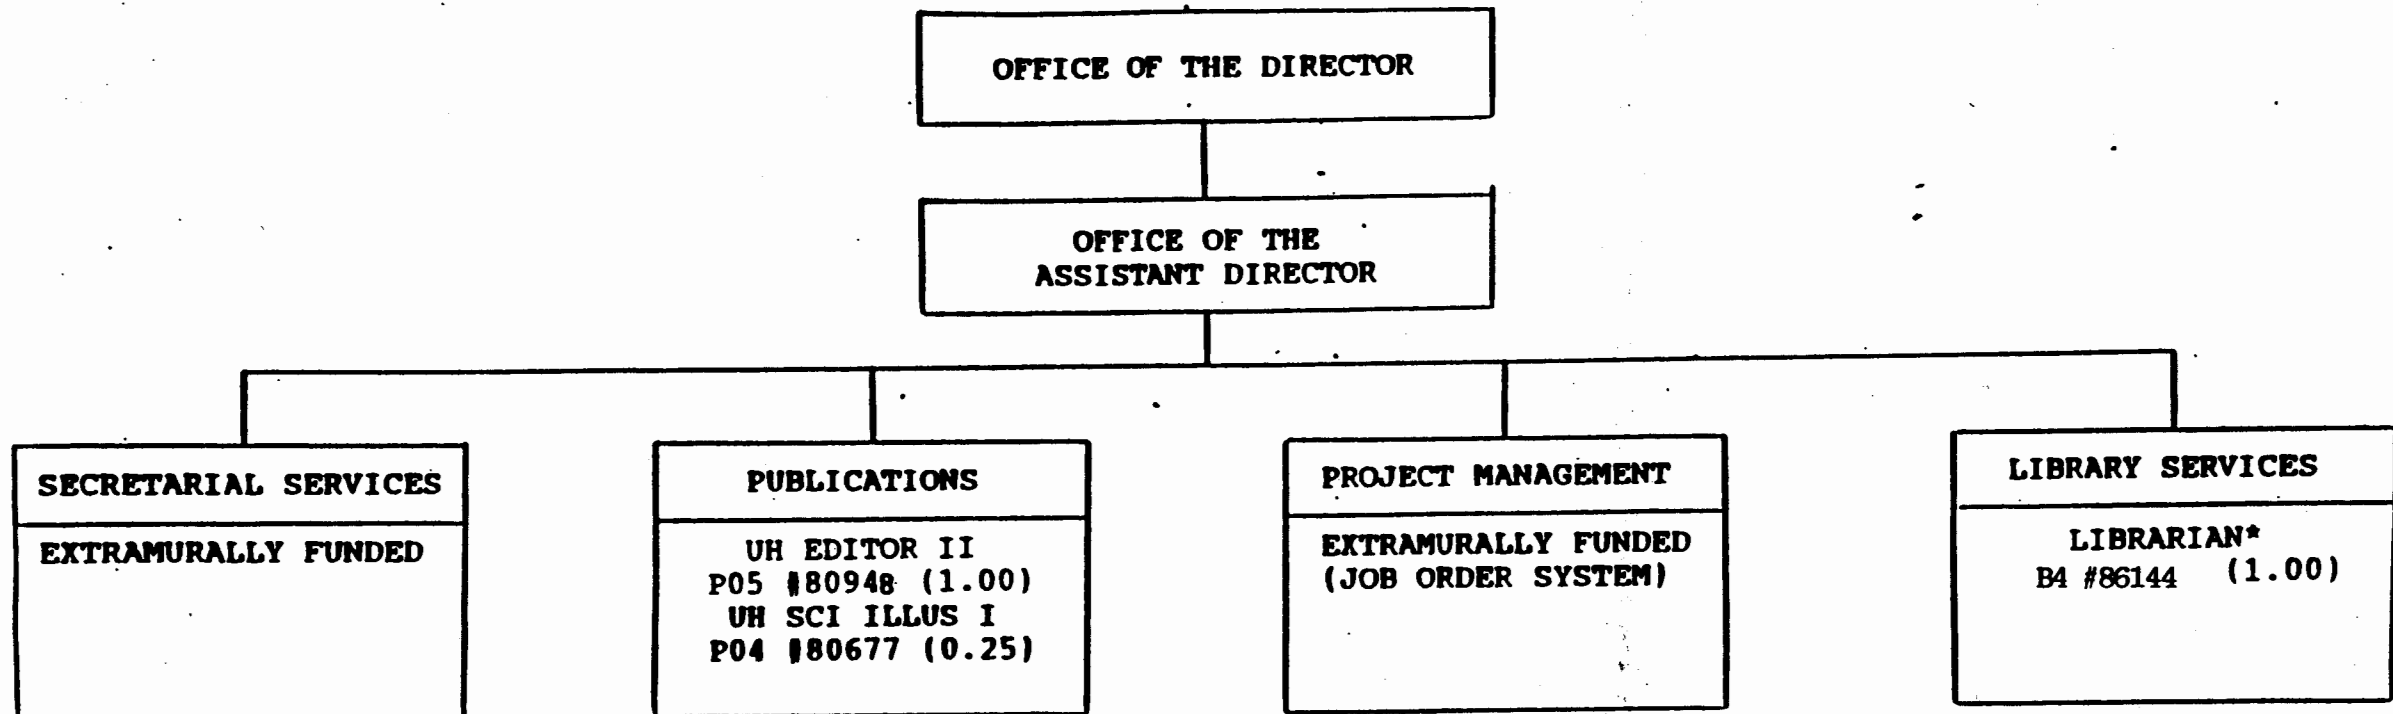 OFFICE OF THE DIRECTOR
OFFICE OF THE
ASSISTANT DIRECTOR
SECRETARIAL SERVICES
EXTRAMURALLY FUNDED
PUBLICATIONS
UH EDITOR II
P05 #80948 (1.00)
UH SCI ILLUS I
P04 #80677 (0.25)
PROJECT MANAGEMENT
EXTRAMURALLY FUNDED
(JOB ORDER SYSTEM)
LIBRARY SERVICES
LIBRARIAN*
B4 #86144 (1.00)